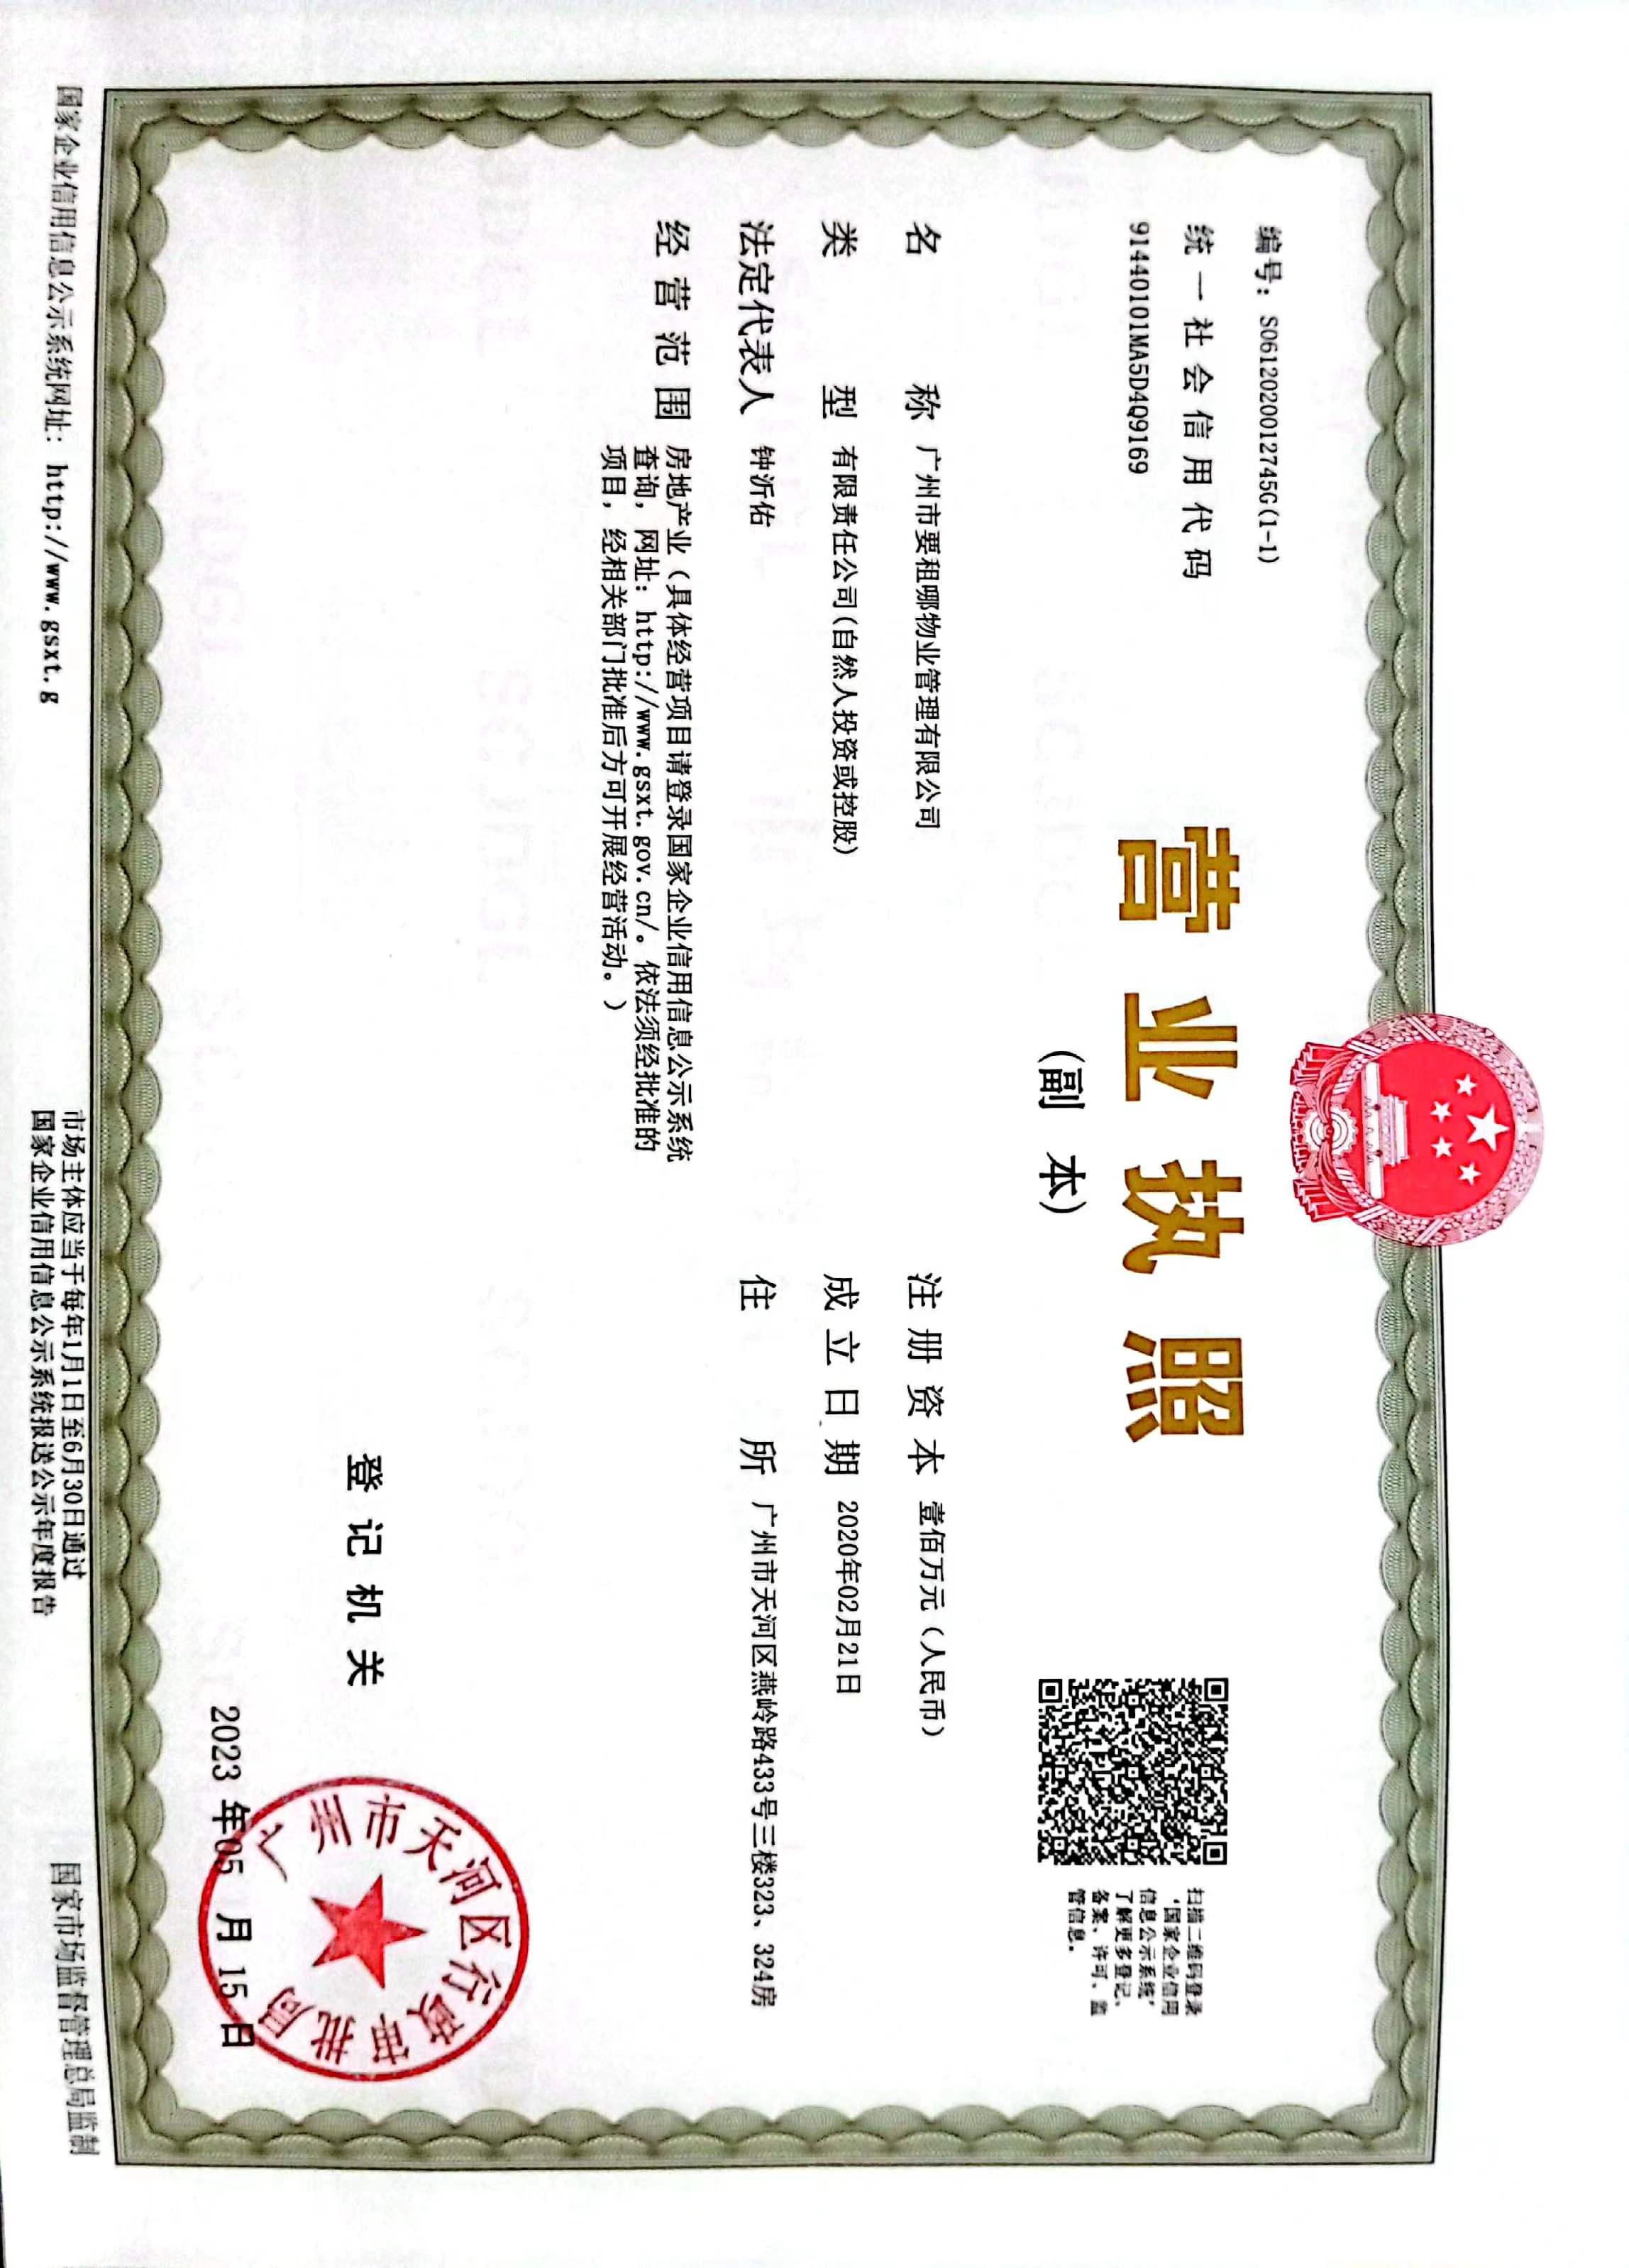 编号：S0612020012745G(1-1)
统一社会信用代码
91440101MA5D4Q9169
营业执照
（副本）
扫描二维码登录
‘国家企业信用
信息公示系统’
了解更多登记、
备案、许可、监
管信息。
名称 广州市要租哪物业管理有限公司
类型 有限责任公司(自然人投资或控股)
法定代表人 钟沂佑
经营范围 房地产业（具体经营项目请登录国家企业信用信息公示系统
查询，网址：http://www.gsxt.gov.cn/。依法须经批准的
项目，经相关部门批准后方可开展经营活动。）
注册资本 壹佰万元（人民币）
成立日期 2020年02月21日
住所 广州市天河区燕岭路433号三楼323、324房
登记机关
广州市天河区行政审批局
2023年05月15日
国家企业信用信息公示系统网址：http://www.gsxt.g
市场主体应当于每年1月1日至6月30日通过
国家企业信用信息公示系统报送公示年度报告
国家市场监督管理总局监制